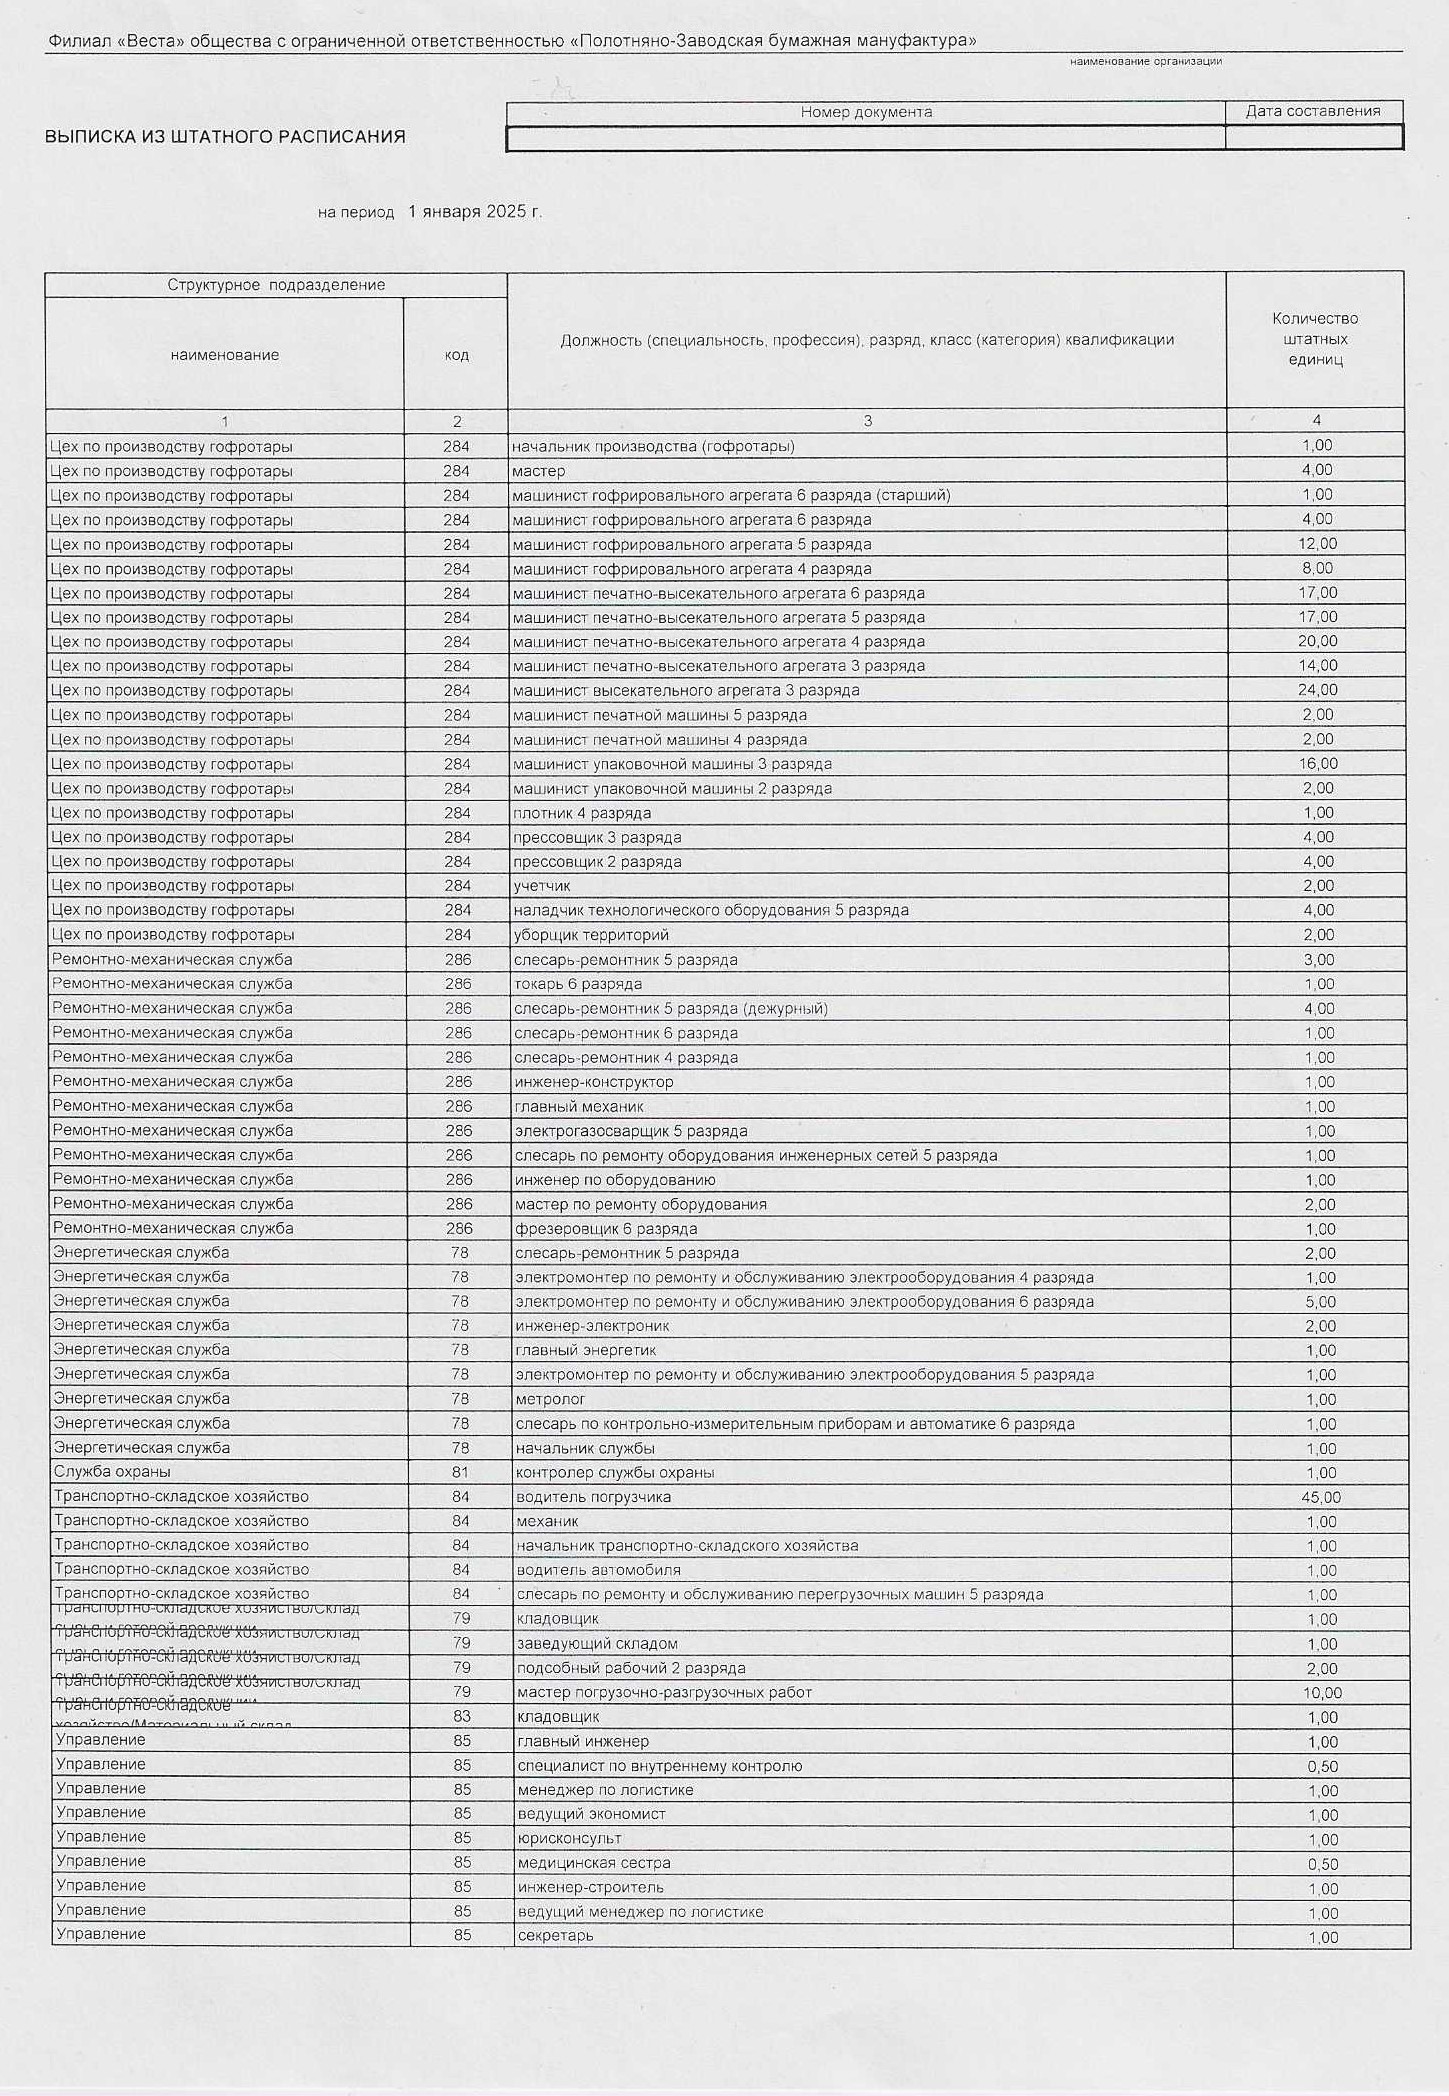 Филиал «Веста» общества с ограниченной ответственностью «Полотняно-Заводская бумажная мануфактура»
наименование организации
Номер документа Дата составления
ВЫПИСКА ИЗ ШТАТНОГО РАСПИСАНИЯ
на период 1 января 2025 г.
Структурное подразделение
Количество
штатных
единиц
Должность (специальность, профессия), разряд, класс (категория) квалификации
наименование код
1 2 3 4
Цех по производству гофротары 284 начальник производства (гофротары) 1,00
Цех по производству гофротары 284 мастер 4,00
Цех по производству гофротары 284 машинист гофрировального агрегата 6 разряда (старший) 1,00
Цех по производству гофротары 284 машинист гофрировального агрегата 6 разряда 4,00
Цех по производству гофротары 284 машинист гофрировального агрегата 5 разряда 12,00
Цех по производству гофротары 284 машинист гофрировального агрегата 4 разряда 8,00
Цех по производству гофротары 284 машинист печатно-высекательного агрегата 6 разряда 17,00
Цех по производству гофротары 284 машинист печатно-высекательного агрегата 5 разряда 17,00
Цех по производству гофротары 284 машинист печатно-высекательного агрегата 4 разряда 20,00
Цех по производству гофротары 284 машинист печатно-высекательного агрегата 3 разряда 14,00
Цех по производству гофротары 284 машинист высекательного агрегата 3 разряда 24,00
Цех по производству гофротары 284 машинист печатной машины 5 разряда 2,00
Цех по производству гофротары 284 машинист печатной машины 4 разряда 2,00
Цех по производству гофротары 284 машинист упаковочной машины 3 разряда 16,00
Цех по производству гофротары 284 машинист упаковочной машины 2 разряда 2,00
Цех по производству гофротары 284 плотник 4 разряда 1,00
Цех по производству гофротары 284 прессовщик 3 разряда 4,00
Цех по производству гофротары 284 прессовщик 2 разряда 4,00
Цех по производству гофротары 284 учетчик 2,00
Цех по производству гофротары 284 наладчик технологического оборудования 5 разряда 4,00
Цех по производству гофротары 284 уборщик территорий 2,00
Ремонтно-механическая служба 286 слесарь-ремонтник 5 разряда 3,00
Ремонтно-механическая служба 286 токарь 6 разряда 1,00
Ремонтно-механическая служба 286 слесарь-ремонтник 5 разряда (дежурный) 4,00
Ремонтно-механическая служба 286 слесарь-ремонтник 6 разряда 1,00
Ремонтно-механическая служба 286 слесарь-ремонтник 4 разряда 1,00
Ремонтно-механическая служба 286 инженер-конструктор 1,00
Ремонтно-механическая служба 286 главный механик 1,00
Ремонтно-механическая служба 286 электрогазосварщик 5 разряда 1,00
Ремонтно-механическая служба 286 слесарь по ремонту оборудования инженерных сетей 5 разряда 1,00
Ремонтно-механическая служба 286 инженер по оборудованию 1,00
Ремонтно-механическая служба 286 мастер по ремонту оборудования 2,00
Ремонтно-механическая служба 286 фрезеровщик 6 разряда 1,00
Энергетическая служба 78 слесарь-ремонтник 5 разряда 2,00
Энергетическая служба 78 электромонтер по ремонту и обслуживанию электрооборудования 4 разряда 1,00
Энергетическая служба 78 электромонтер по ремонту и обслуживанию электрооборудования 6 разряда 5,00
Энергетическая служба 78 инженер-электроник 2,00
Энергетическая служба 78 главный энергетик 1,00
Энергетическая служба 78 электромонтер по ремонту и обслуживанию электрооборудования 5 разряда 1,00
Энергетическая служба 78 метролог 1,00
Энергетическая служба 78 слесарь по контрольно-измерительным приборам и автоматике 6 разряда 1,00
Энергетическая служба 78 начальник службы 1,00
Служба охраны 81 контролер службы охраны 1,00
Транспортно-складское хозяйство 84 водитель погрузчика 45,00
Транспортно-складское хозяйство 84 механик 1,00
Транспортно-складское хозяйство 84 начальник транспортно-складского хозяйства 1,00
Транспортно-складское хозяйство 84 водитель автомобиля 1,00
Транспортно-складское хозяйство 84 слесарь по ремонту и обслуживанию перегрузочных машин 5 разряда 1,00
Транспортно-складское хозяйство/Склад
сырья и готовой продукции 79 кладовщик 1,00
Транспортно-складское хозяйство/Склад
сырья и готовой продукции 79 заведующий складом 1,00
Транспортно-складское хозяйство/Склад
сырья и готовой продукции 79 подсобный рабочий 2 разряда 2,00
Транспортно-складское хозяйство/Склад
сырья и готовой продукции 79 мастер погрузочно-разгрузочных работ 10,00
Транспортно-складское
хозяйство/Материальный склад 83 кладовщик 1,00
Управление 85 главный инженер 1,00
Управление 85 специалист по внутреннему контролю 0,50
Управление 85 менеджер по логистике 1,00
Управление 85 ведущий экономист 1,00
Управление 85 юрисконсульт 1,00
Управление 85 медицинская сестра 0,50
Управление 85 инженер-строитель 1,00
Управление 85 ведущий менеджер по логистике 1,00
Управление 85 секретарь 1,00